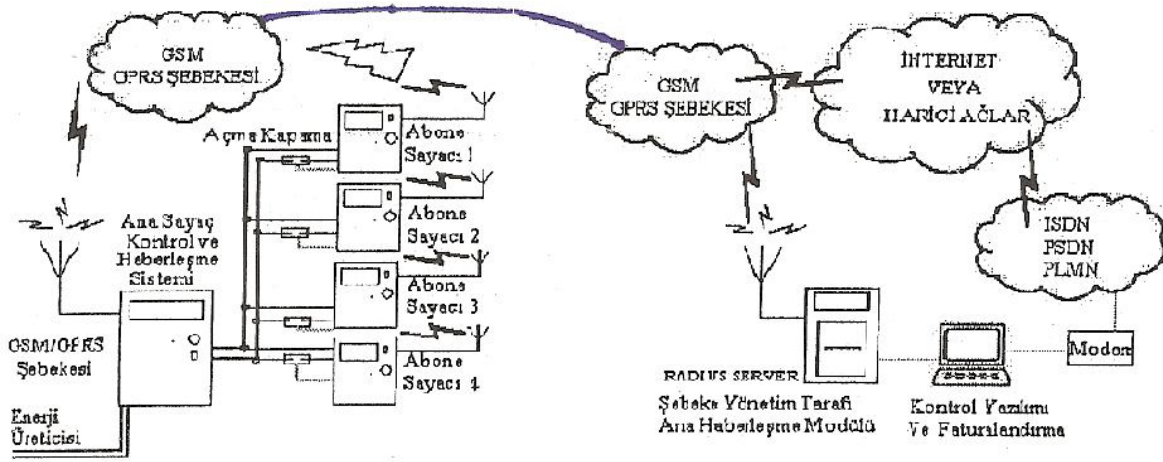 GSM
GPRS ŞEBEKESİ
Açma Kapama
Abone
Sayacı 1
Abone
Sayacı 2
Abone
Sayacı 3
Abone
Sayacı 4
Ana Sayaç
Kontrol ve
Haberleşme
Sistemi
GSM/GPRS
Şebekesi
Enerji
Üreticisi
GSM
GPRS ŞEBEKESİ
İNTERNET
VEYA
HARİCİ AĞLAR
ISDN
PSDN
PLMN
Modem
RADIUS SERVER
Şebeke Yönetim Tarafı
Ana Haberleşme Modülü
Kontrol Yazılımı
Ve Faturalandırma